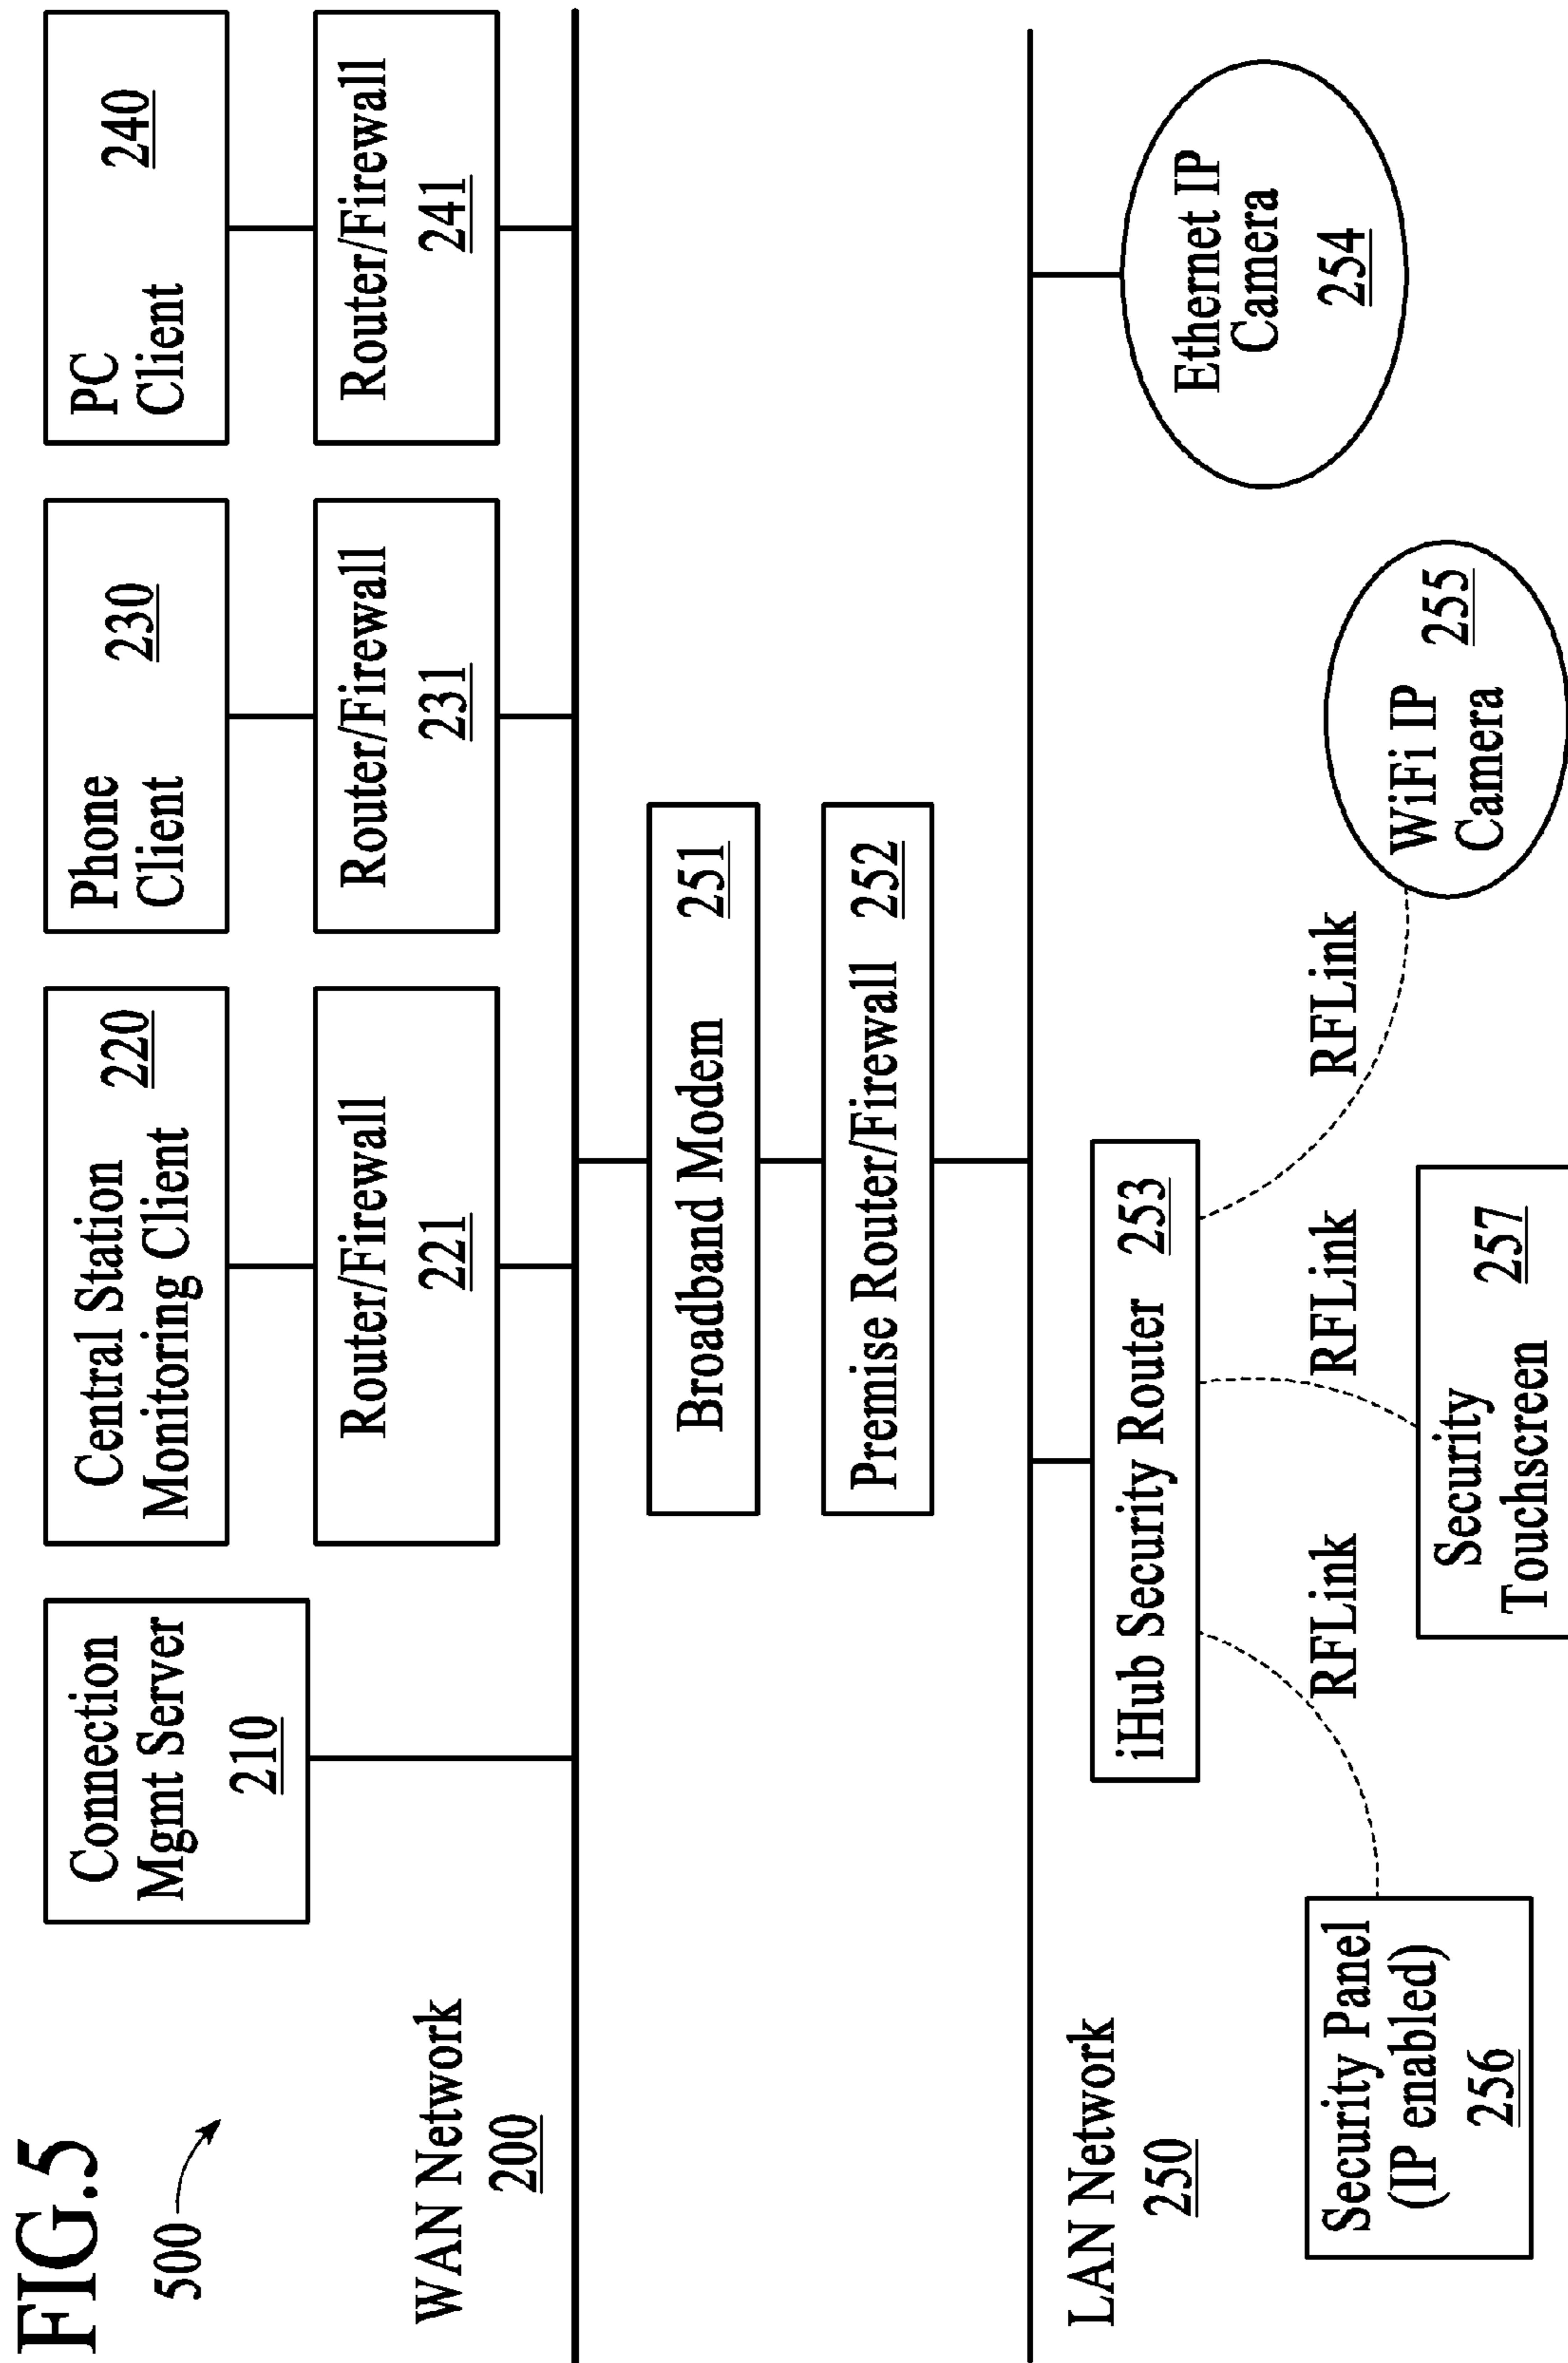 FIG.5
500
Connection
Mgmt Server
210
Central Station
Monitoring Client
220
Phone
Client
230
PC
Client
240
Router/Firewall
221
Router/Firewall
231
Router/Firewall
241
WAN Network
200
Broadband Modem 251
Premise Router/Firewall 252
LAN Network
250
iHub Security Router 253
Ethernet IP
Camera
254
RFLink
RFLink
RFLink
Security Panel
(IP enabled)
256
Security
Touchscreen
257
WiFi IP
Camera
255